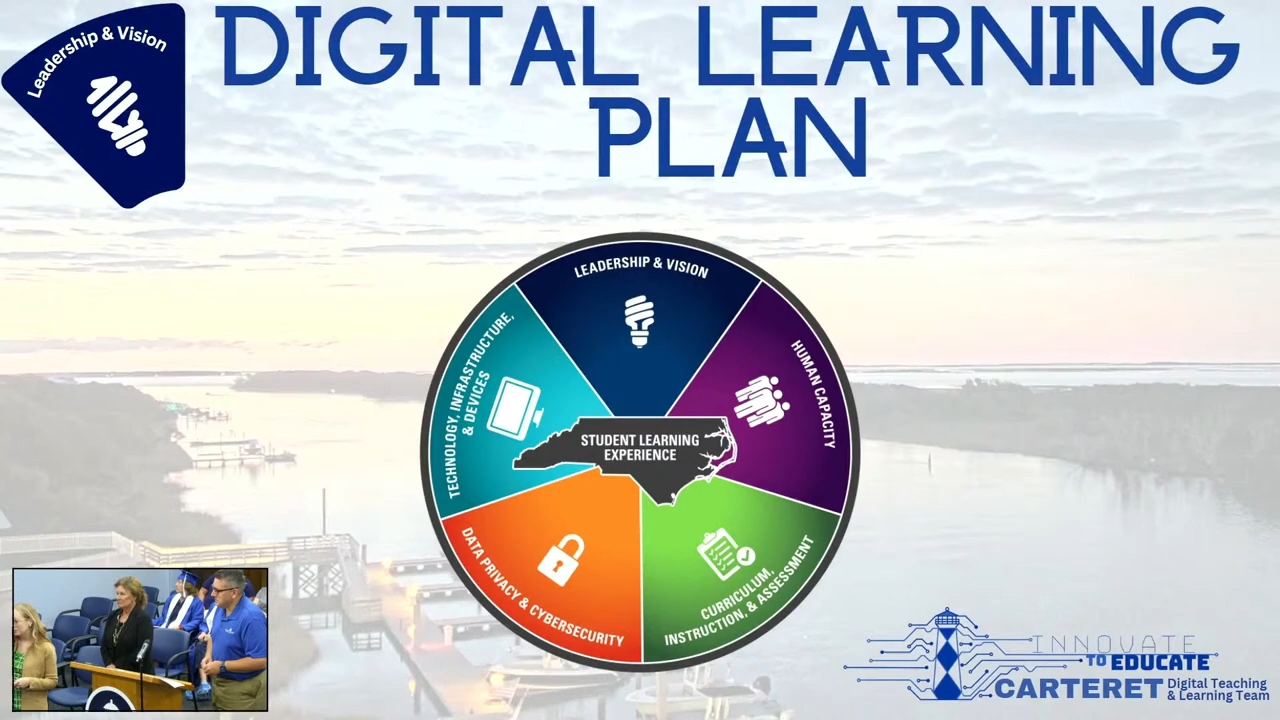 Leadership & Vision
DIGITAL LEARNING
PLAN
LEADERSHIP & VISION
HUMAN CAPACITY
TECHNOLOGY, INFRASTRUCTURE,
& DEVICES
STUDENT LEARNING
EXPERIENCE
DATA PRIVACY & CYBERSECURITY
CURRICULUM,
INSTRUCTION, & ASSESSMENT
INNOVATE
TO EDUCATE
CARTERET
Digital Teaching
& Learning Team